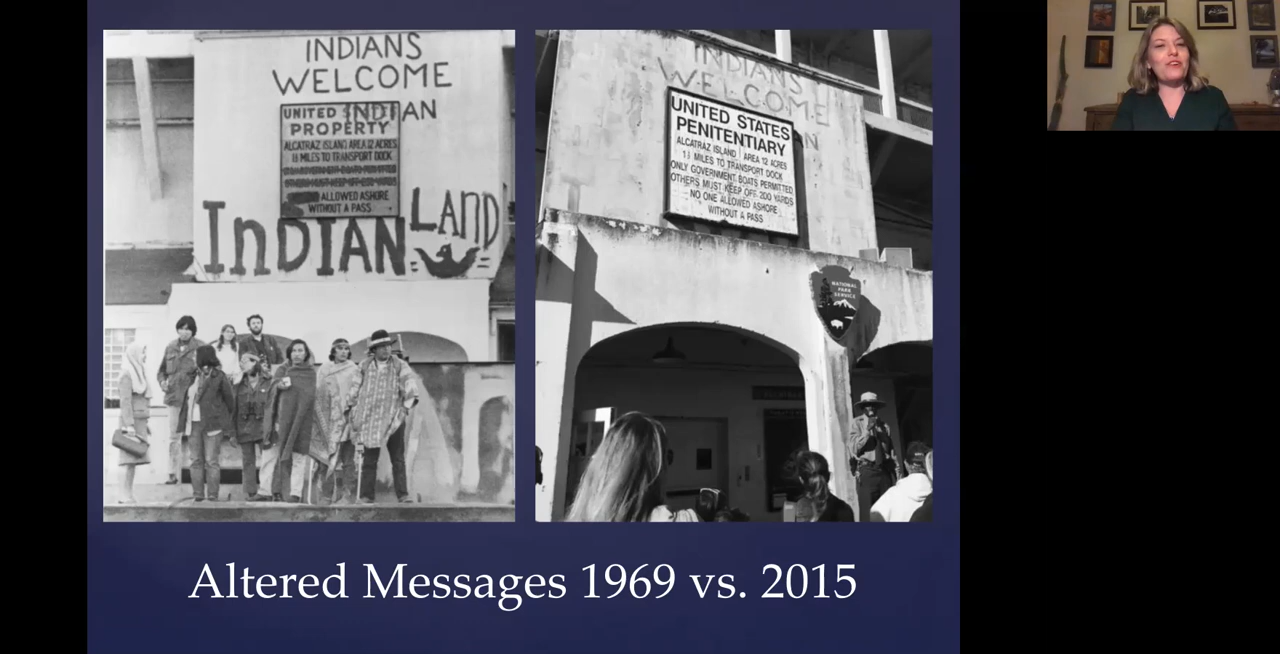 INDIANS
WELCOME
INDIAN
UNITED
PROPERTY
ALCATRAZ ISLAND AREA 12 ACRES
1½ MILES TO TRANSPORT DOCK
ALLOWED ASHORE
WITHOUT A PASS
INDIAN LAND
INDIANS
WELCOME
UNITED STATES
PENITENTIARY
ALCATRAZ ISLAND AREA 12 ACRES
1½ MILES TO TRANSPORT DOCK
ONLY GOVERNMENT BOATS PERMITTED
OTHERS MUST KEEP OFF 200 YARDS
NO ONE ALLOWED ASHORE
WITHOUT A PASS
NATIONAL
PARK
SERVICE
Altered Messages 1969 vs. 2015